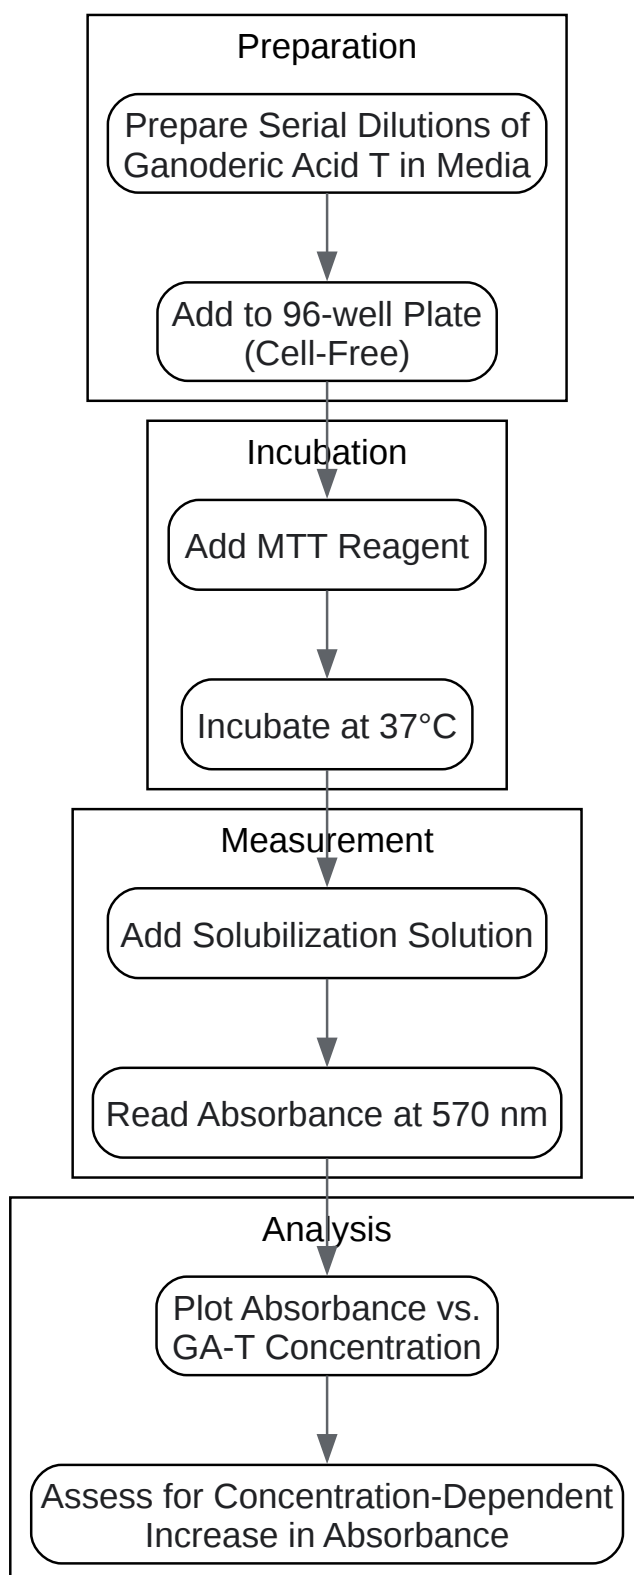 Preparation
Prepare Serial Dilutions of
Ganoderic Acid T in Media
Add to 96-well Plate
(Cell-Free)
Incubation
Add MTT Reagent
Incubate at 37°C
Measurement
Add Solubilization Solution
Read Absorbance at 570 nm
Analysis
Plot Absorbance vs.
GA-T Concentration
Assess for Concentration-Dependent
Increase in Absorbance